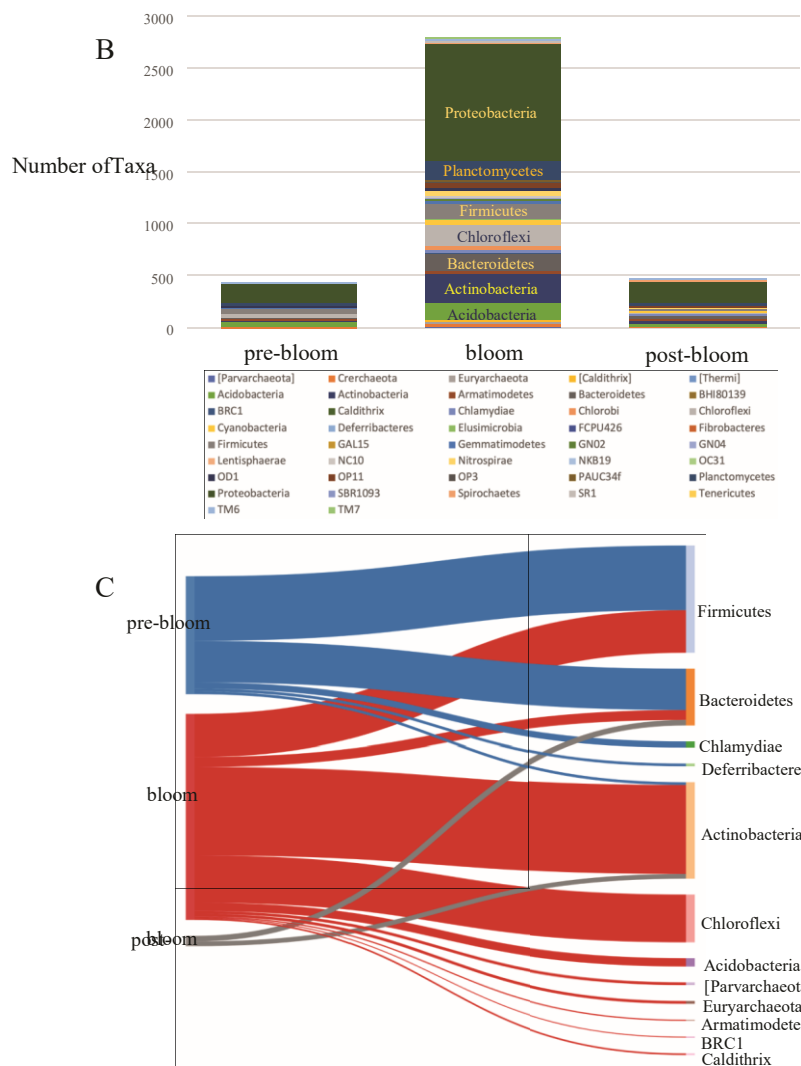 B
3000
2500
2000
1500
1000
500
0
Number ofTaxa
Proteobacteria
Planctomycetes
Firmicutes
Chloroflexi
Bacteroidetes
Actinobacteria
Acidobacteria
pre-bloom bloom post-bloom
[Parvarchaeota] Crerchaeota Euryarchaeota [Caldithrix] [Thermi]
Acidobacteria Actinobacteria Armatimodetes Bacteroidetes BHI80139
BRC1 Caldithrix Chlamydiae Chlorobi Chloroflexi
Cyanobacteria Deferribacteres Elusimicrobia FCPU426 Fibrobacteres
Firmicutes GAL15 Gemmatimodetes GN02 GN04
Lentisphaerae NC10 Nitrospirae NKB19 OC31
OD1 OP11 OP3 PAUC34f Planctomycetes
Proteobacteria SBR1093 Spirochaetes SR1 Tenericutes
TM6 TM7
C
pre-bloom
bloom
post-
bloom
Firmicutes
Bacteroidetes
Chlamydiae
Deferribactere
Actinobacteria
Chloroflexi
Acidobacteria
[Parvarchaeot
Euryarchaeota
Armatimodete
BRC1
Caldithrix